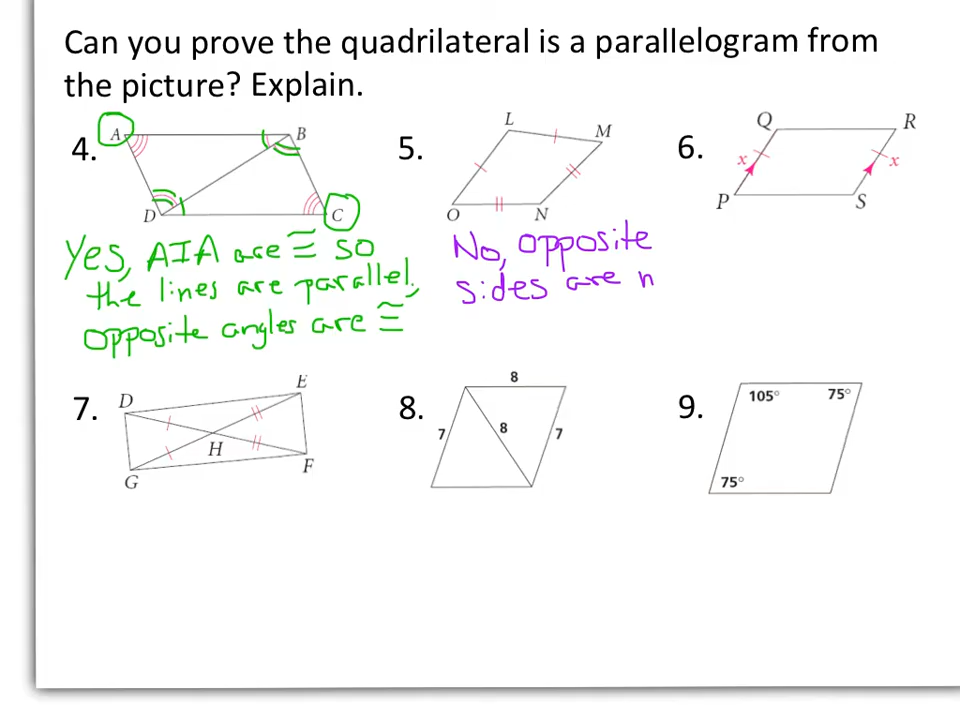 Can you prove the quadrilateral is a parallelogram from
the picture? Explain.
4.
A
B
D
C
Yes, AIA are ≅ so
the lines are parallel,
opposite angles are ≅
5.
L
M
O
N
No, opposite
sides are n
6.
Q
R
x
x
P
S
7.
D
E
H
G
F
8.
8
7
8
7
9.
105°
75°
75°